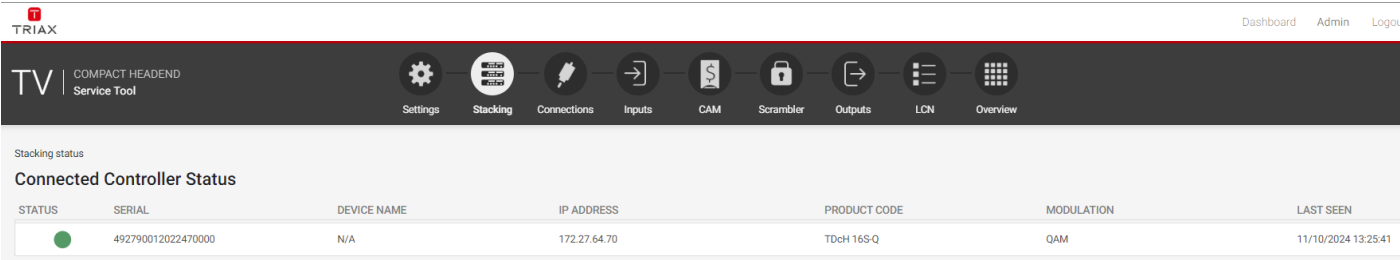 TRIAX
Dashboard Admin
TV COMPACT HEADEND
Service Tool
Settings Stacking Connections Inputs CAM Scrambler Outputs LCN Overview
Stacking status
Connected Controller Status
STATUS SERIAL DEVICE NAME IP ADDRESS PRODUCT CODE MODULATION LAST SEEN
492790012022470000 N/A 172.27.64.70 TDcH 16S-Q QAM 11/10/2024 13:25:41